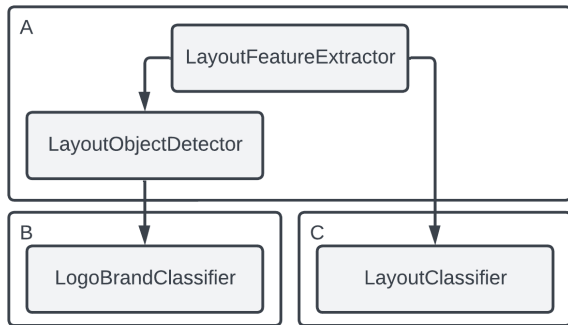 A
LayoutFeatureExtractor
LayoutObjectDetector
B
LogoBrandClassifier
C
LayoutClassifier